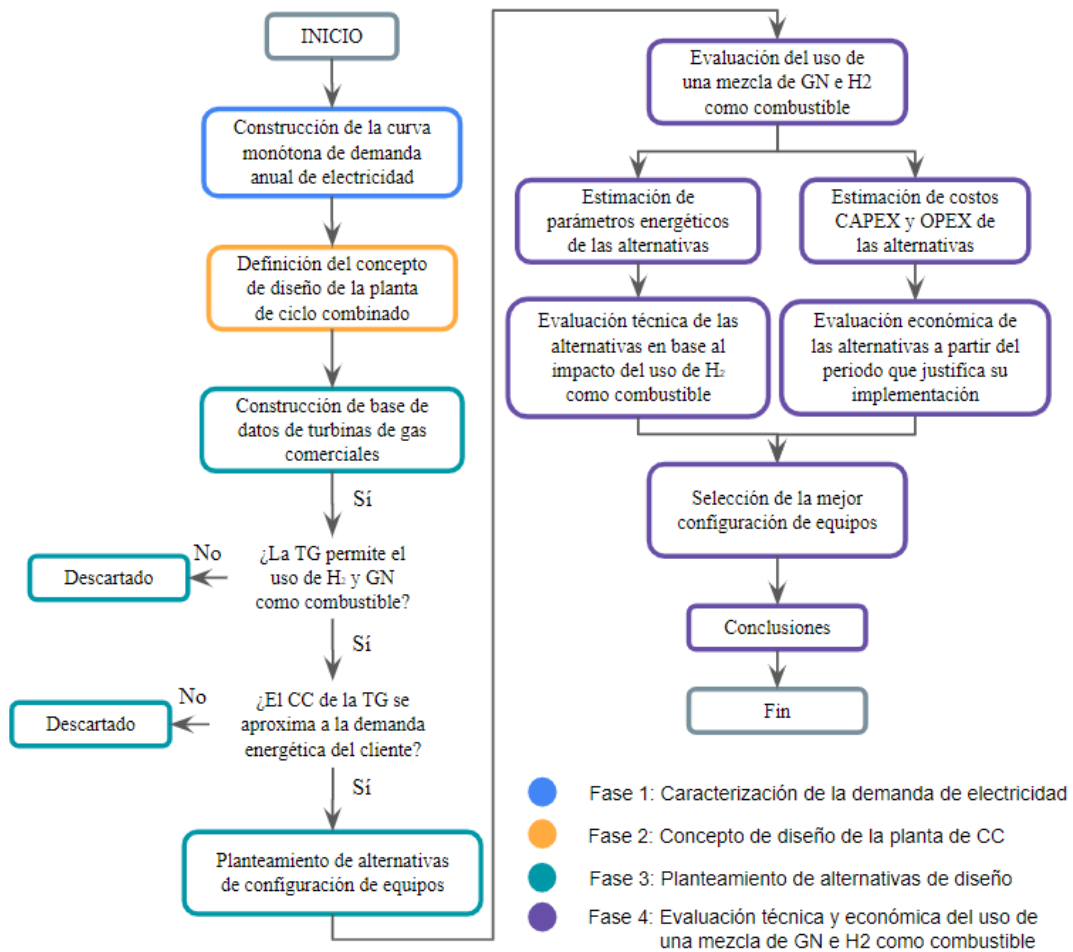 INICIO
Construcción de la curva
monótona de demanda
anual de electricidad
Definición del concepto
de diseño de la planta
de ciclo combinado
Construcción de base de
datos de turbinas de gas
comerciales
Sí
¿La TG permite el
uso de H₂ y GN
como combustible?
No
Descartado
Sí
¿El CC de la TG se
aproxima a la demanda
energética del cliente?
No
Descartado
Sí
Planteamiento de alternativas
de configuración de equipos
Evaluación del uso de
una mezcla de GN e H2
como combustible
Estimación de
parámetros energéticos
de las alternativas
Estimación de costos
CAPEX y OPEX de
las alternativas
Evaluación técnica de las
alternativas en base al
impacto del uso de H₂
como combustible
Evaluación económica de
las alternativas a partir del
periodo que justifica su
implementación
Selección de la mejor
configuración de equipos
Conclusiones
Fin
Fase 1: Caracterización de la demanda de electricidad
Fase 2: Concepto de diseño de la planta de CC
Fase 3: Planteamiento de alternativas de diseño
Fase 4: Evaluación técnica y económica del uso de
una mezcla de GN e H2 como combustible